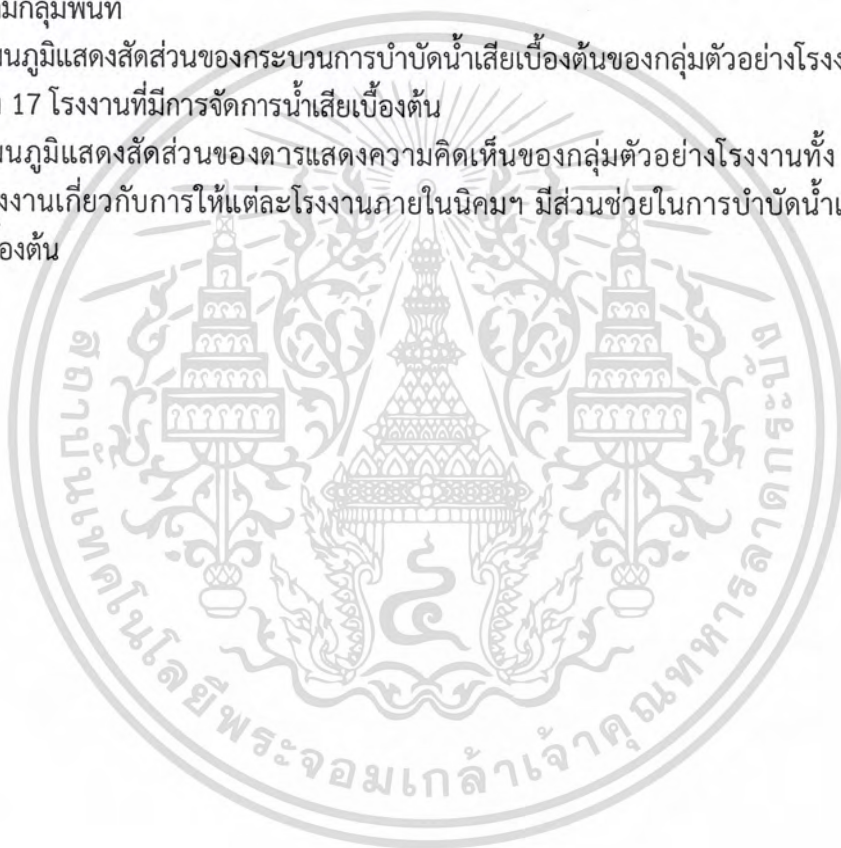 มกลุ่มพื้นที่
นภูมิแสดงสัดส่วนของกระบวนการบำบัดน้ำเสียเบื้องต้นของกลุ่มตัวอย่างโรงง
17 โรงงานที่มีการจัดการน้ำเสียเบื้องต้น
นภูมิแสดงสัดส่วนของดารแสดงความคิดเห็นของกลุ่มตัวอย่างโรงงานทั้ง
งงานเกี่ยวกับการให้แต่ละโรงงานภายในนิคมฯ มีส่วนช่วยในการบำบัดน้ำเ
องต้น
สถาบันเทคโนโลยีพระจอมเกล้าเจ้าคุณทหารลาดกระบัง